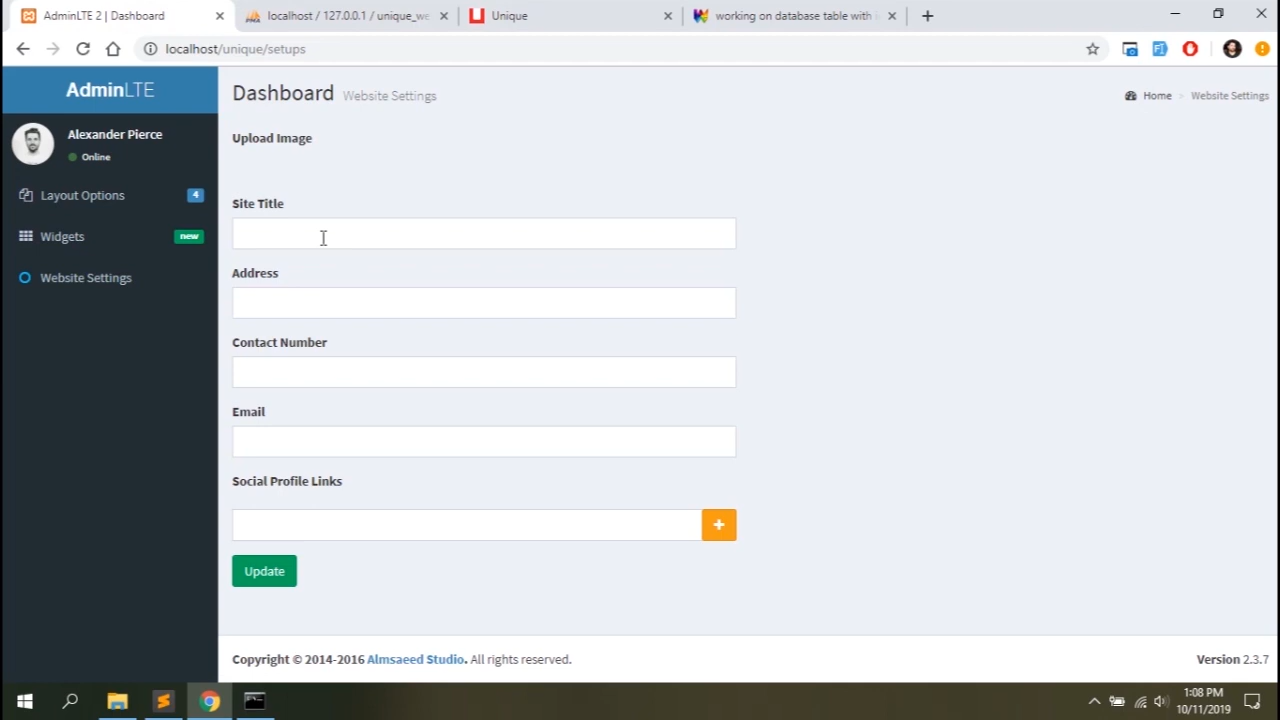 AdminLTE 2 | Dashboard
localhost / 127.0.0.1 / unique_we
Unique
working on database table with i
localhost/unique/setups
AdminLTE
Dashboard Website Settings
Home > Website Settings
Alexander Pierce
Online
Upload Image
Layout Options 4
Site Title
Widgets new
Address
Website Settings
Contact Number
Email
Social Profile Links
+
Update
Copyright © 2014-2016 Almsaeed Studio. All rights reserved.
Version 2.3.7
1:08 PM
10/11/2019